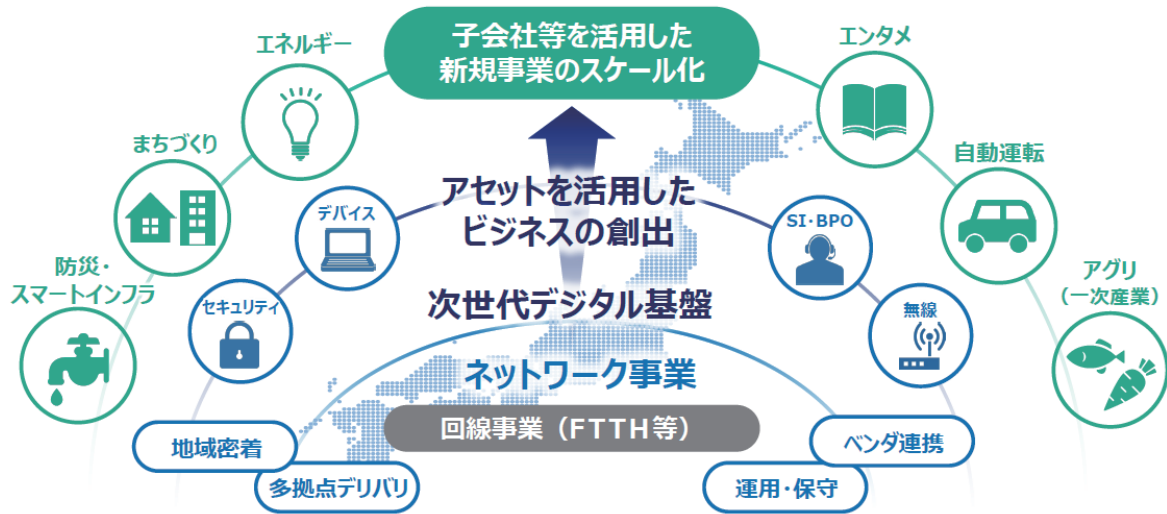 子会社等を活用した
新規事業のスケール化
エネルギー
エンタメ
まちづくり
自動運転
防災・
スマートインフラ
アグリ
（一次産業）
アセットを活用した
ビジネスの創出
デバイス
SI・BPO
セキュリティ
無線
次世代デジタル基盤
ネットワーク事業
回線事業（FTTH等）
地域密着
ベンダ連携
多拠点デリバリ
運用・保守